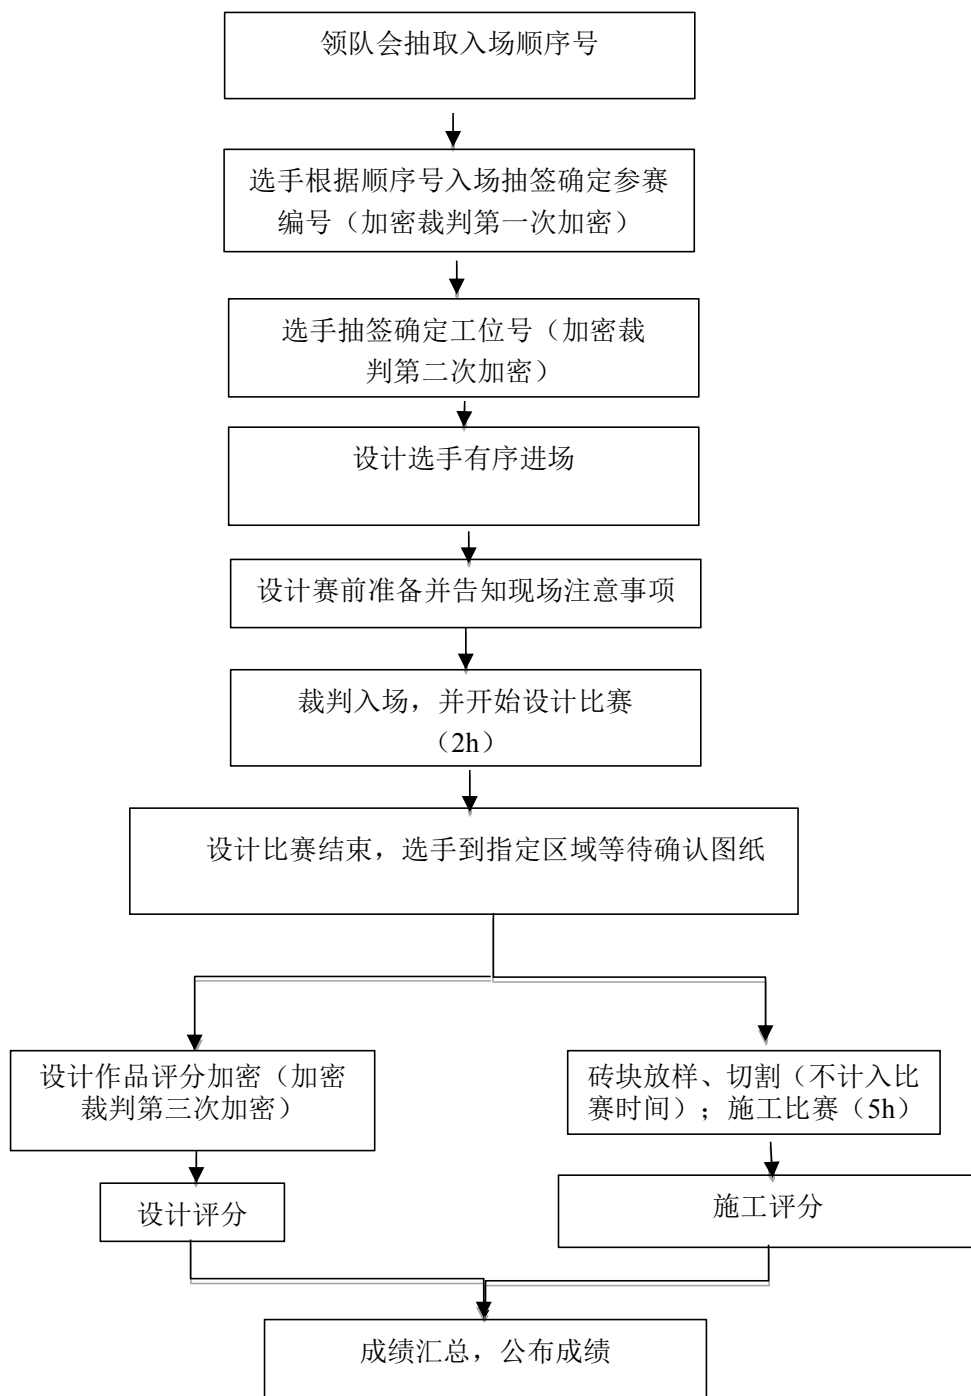 领队会抽取入场顺序号
选手根据顺序号入场抽签确定参赛
编号（加密裁判第一次加密）
选手抽签确定工位号（加密裁
判第二次加密）
设计选手有序进场
设计赛前准备并告知现场注意事项
裁判入场，并开始设计比赛
（2h）
设计比赛结束，选手到指定区域等待确认图纸
设计作品评分加密（加密
裁判第三次加密）
砖块放样、切割（不计入比
赛时间）；施工比赛（5h）
设计评分
施工评分
成绩汇总，公布成绩